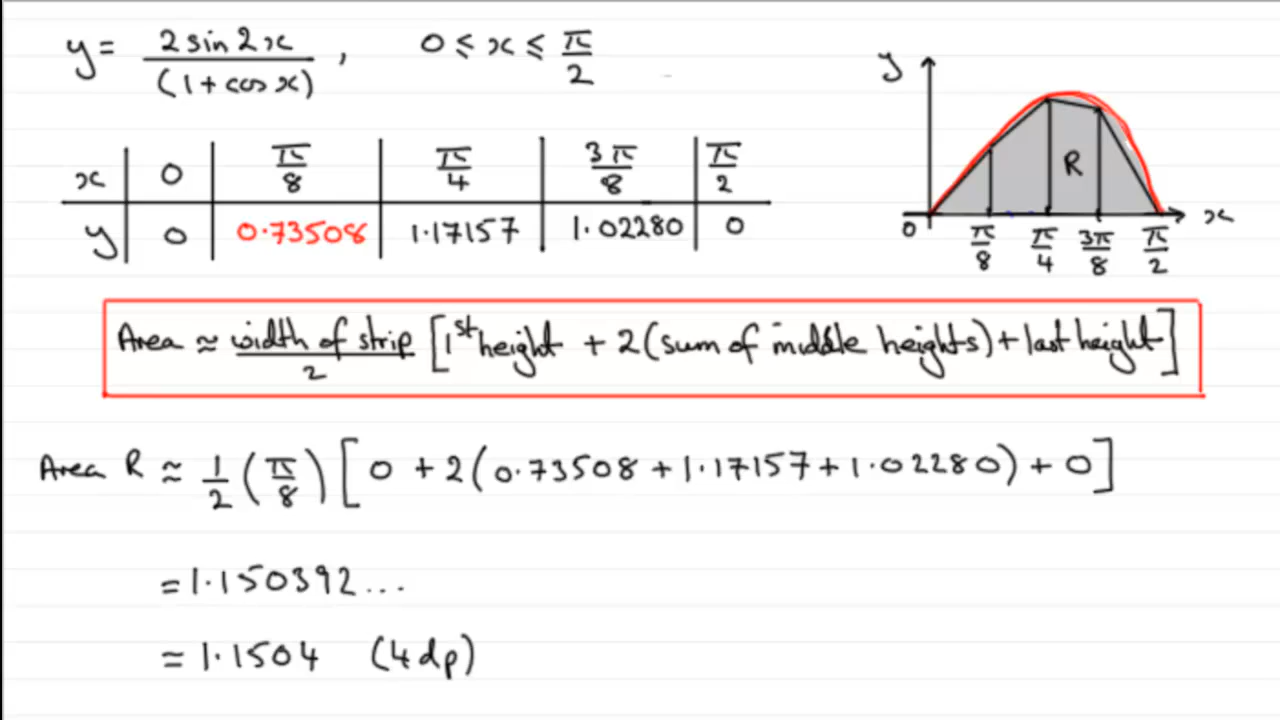 y = 2 sin 2x / (1 + cos x) , 0 ≤ x ≤ π/2
x | 0 | π/8 | π/4 | 3π/8 | π/2
y | 0 | 0.73508 | 1.17157 | 1.02280 | 0
y
R
0 π/8 π/4 3π/8 π/2 x
Area ≈ width of strip / 2 [1st height + 2(sum of middle heights) + last height]
Area R ≈ 1/2 (π/8) [0 + 2(0.73508 + 1.17157 + 1.02280) + 0]
= 1.150392...
≈ 1.1504 (4dp)